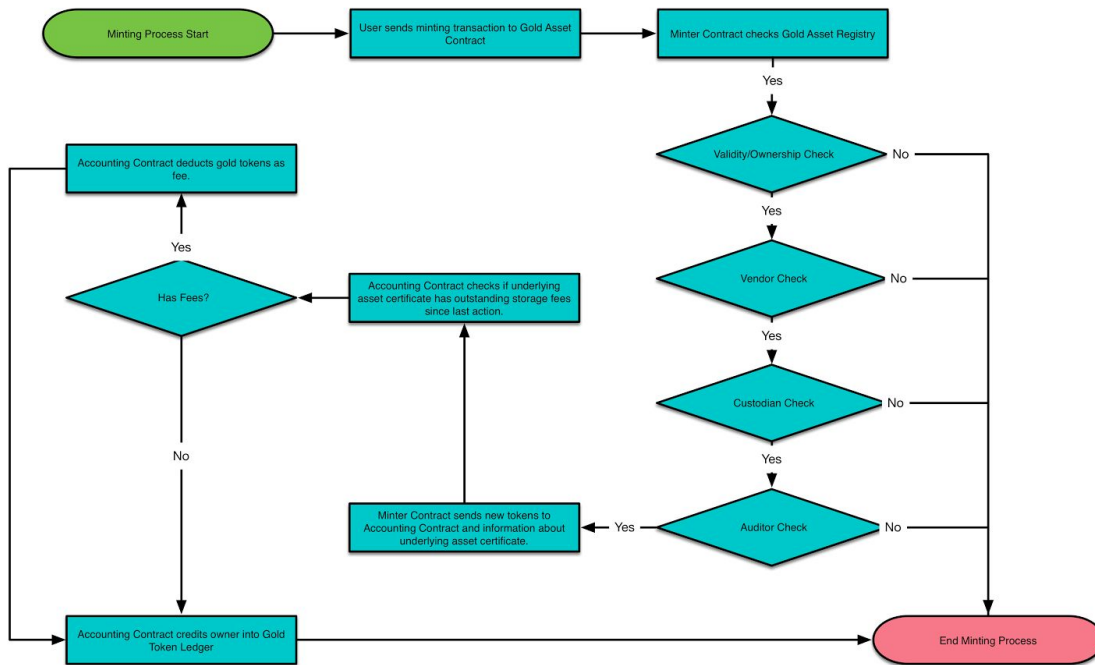 Minting Process Start
User sends minting transaction to Gold Asset
Contract
Minter Contract checks Gold Asset Registry
Yes
Validity/Ownership Check
No
Yes
Vendor Check
No
Yes
Custodian Check
No
Yes
Auditor Check
No
Yes
Minter Contract sends new tokens to
Accounting Contract and information about
underlying asset certificate.
Accounting Contract checks if underlying
asset certificate has outstanding storage fees
since last action.
Has Fees?
Yes
Accounting Contract deducts gold tokens as
fee.
No
Accounting Contract credits owner into Gold
Token Ledger
End Minting Process